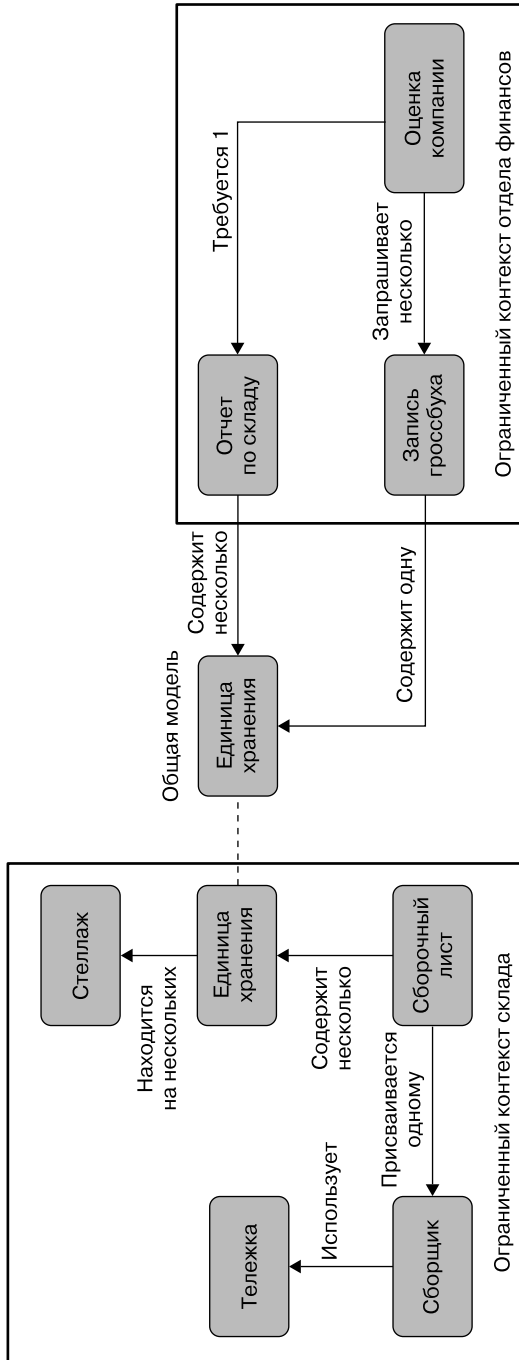 Тележка
Стеллаж
Использует
Находится
на нескольких
Единица
хранения
Содержит
несколько
Сборщик
Присваивается
одному
Сборочный
лист
Ограниченный контекст склада
Общая модель
Единица
хранения
Содержит
несколько
Содержит одну
Отчет
по складу
Требуется 1
Запись
гроссбуха
Запрашивает
несколько
Оценка
компании
Ограниченный контекст отдела финансов